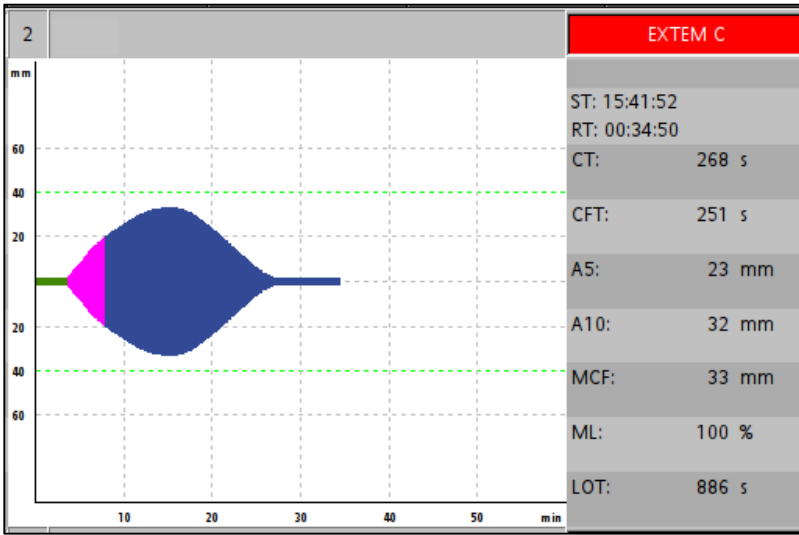 2
EXTEM C
mm
60
40
20
20
40
60
10 20 30 40 50 min
ST: 15:41:52
RT: 00:34:50
CT: 268 s
CFT: 251 s
A5: 23 mm
A10: 32 mm
MCF: 33 mm
ML: 100 %
LOT: 886 s